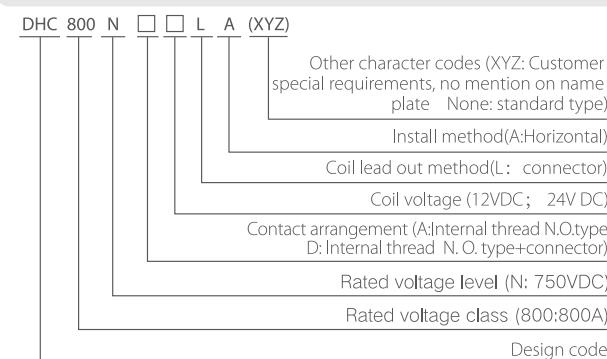 DHC 800 N □ □ L A (XYZ)
Other character codes (XYZ: Customer
special requirements, no mention on name
plate None: standard type)
Install method(A:Horizontal)
Coil lead out method(L： connector)
Coil voltage (12VDC； 24V DC)
Contact arrangement (A:Internal thread N.O.type
D: Internal thread N. O. type+connector)
Rated voltage level (N: 750VDC)
Rated voltage class (800:800A)
Design code